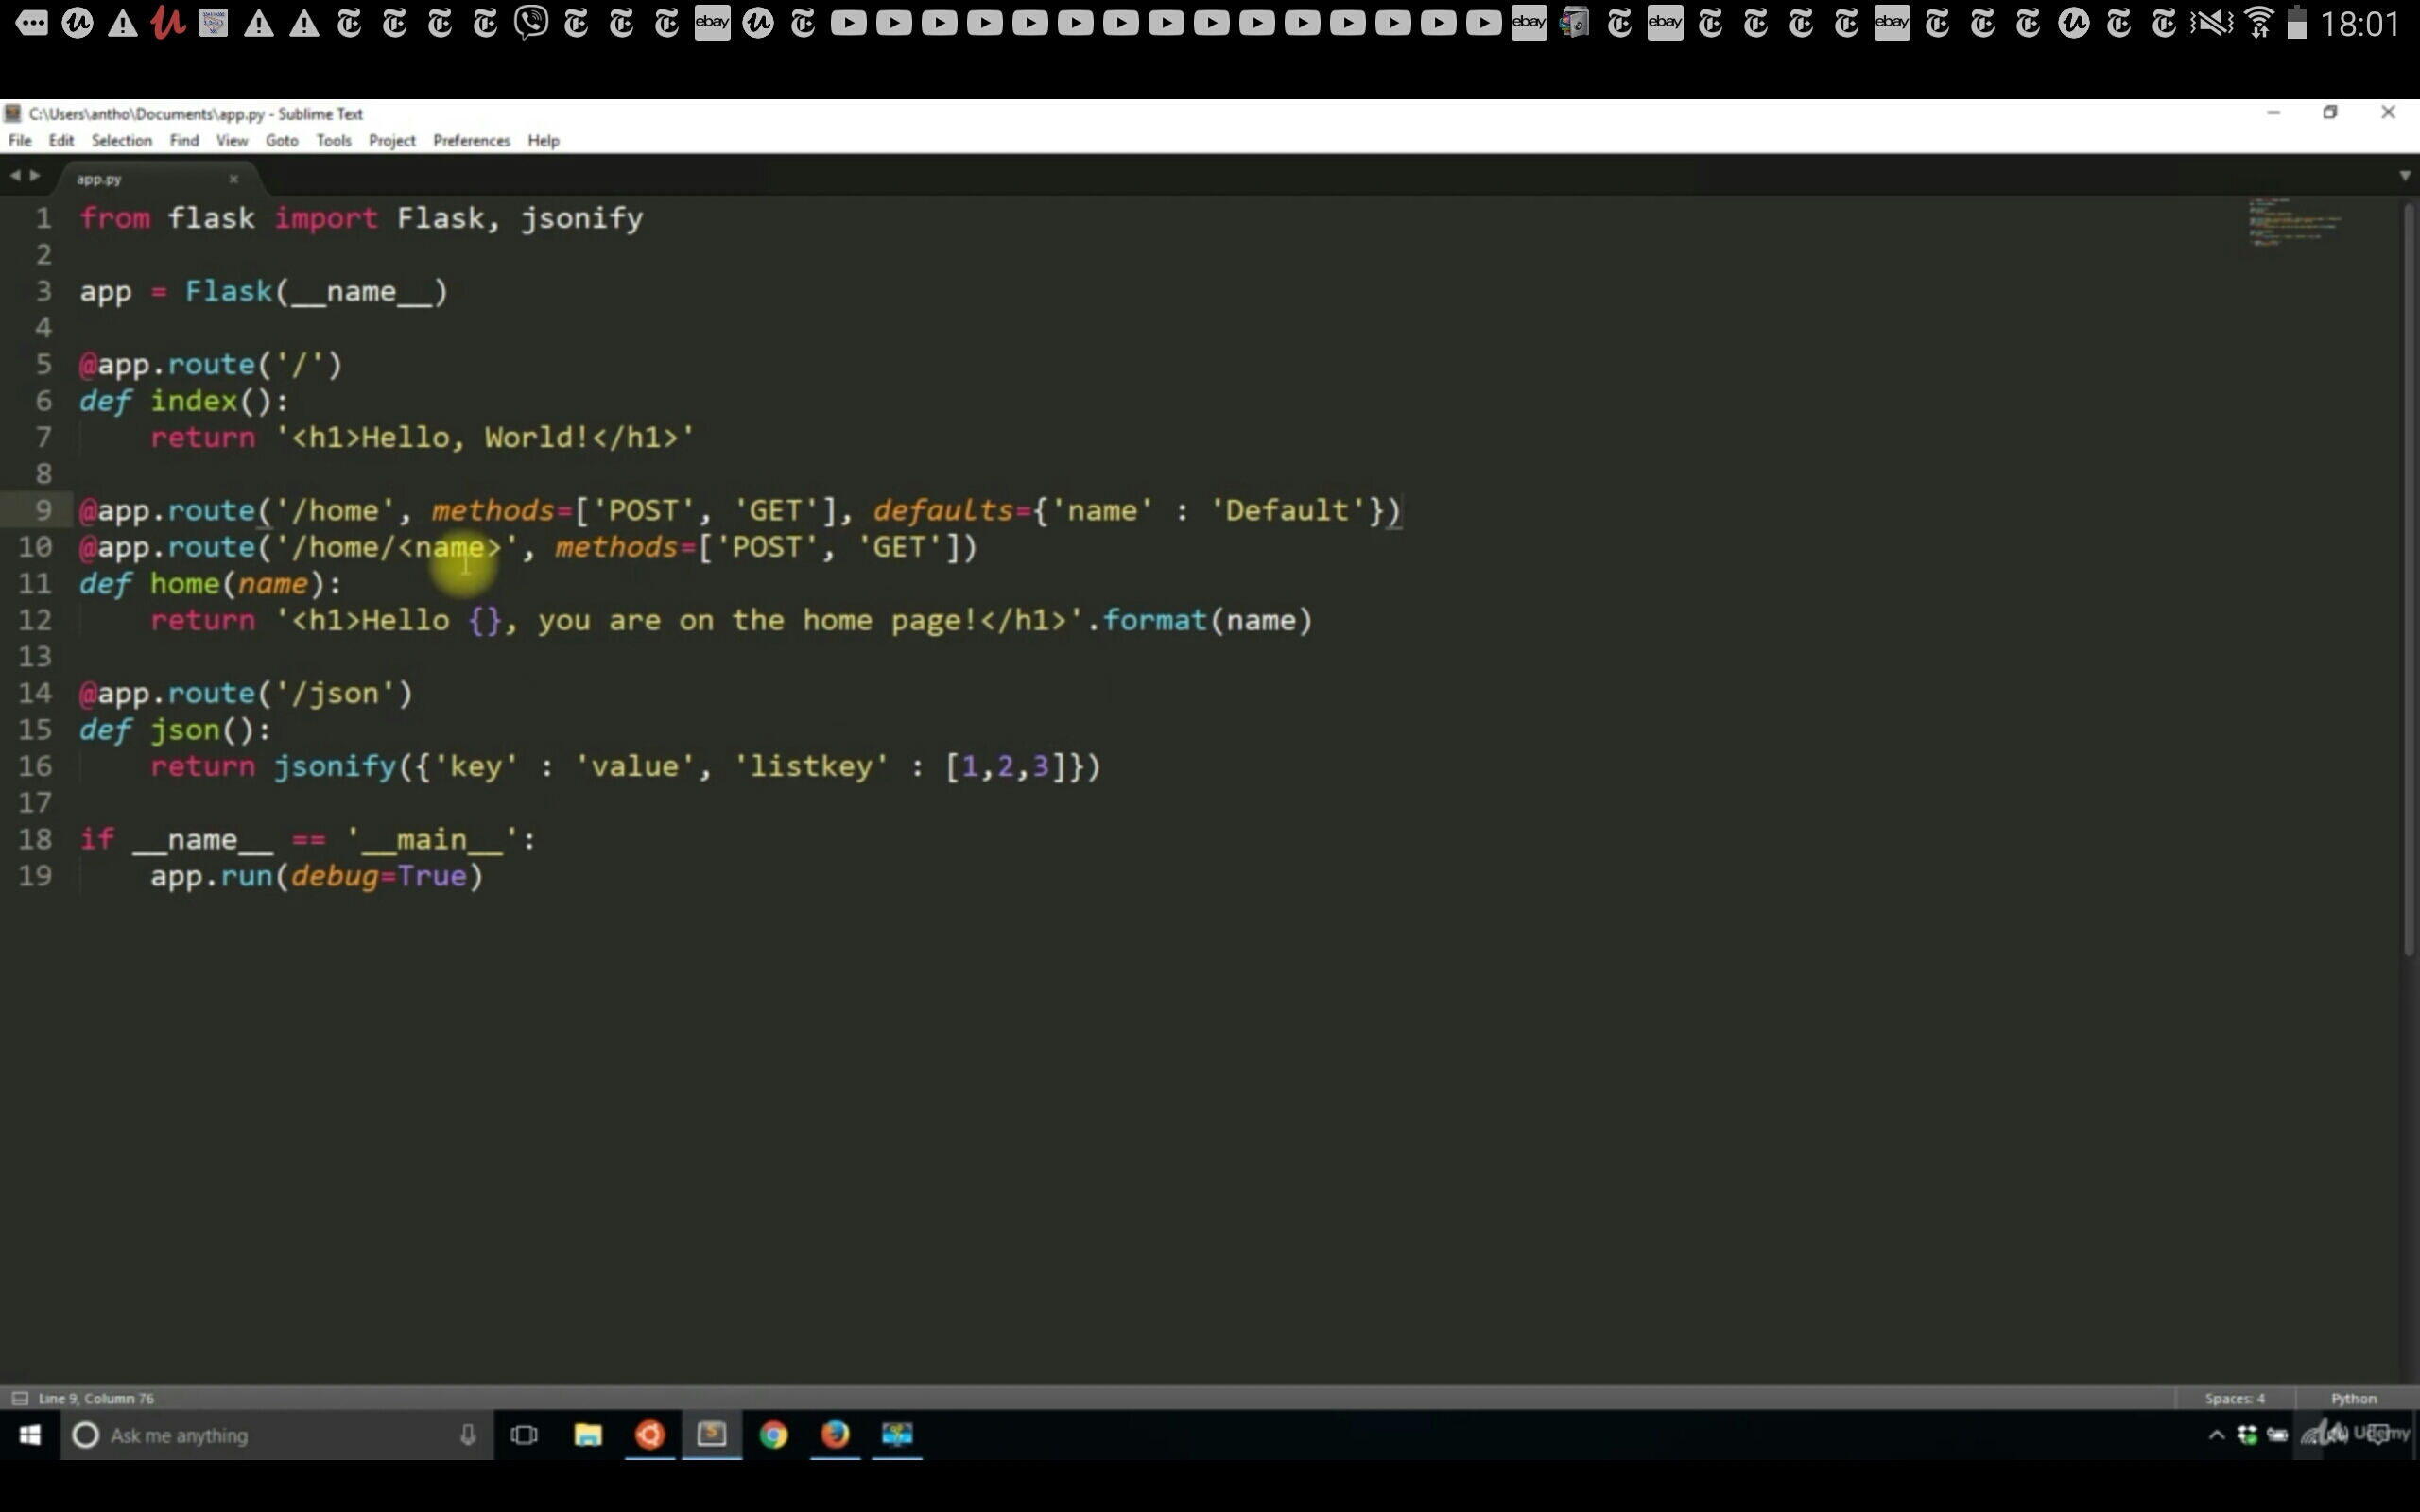 ebay ebay ebay ebay 18:01
C:\Users\antho\Documents\app.py - Sublime Text
File Edit Selection Find View Goto Tools Project Preferences Help
app.py
1 from flask import Flask, jsonify
2
3 app = Flask(__name__)
4
5 @app.route('/')
6 def index():
7     return '<h1>Hello, World!</h1>'
8
9 @app.route('/home', methods=['POST', 'GET'], defaults={'name' : 'Default'})
10 @app.route('/home/<name>', methods=['POST', 'GET'])
11 def home(name):
12     return '<h1>Hello {}, you are on the home page!</h1>'.format(name)
13
14 @app.route('/json')
15 def json():
16     return jsonify({'key' : 'value', 'listkey' : [1,2,3]})
17
18 if __name__ == '__main__':
19     app.run(debug=True)
Line 9, Column 76 Spaces: 4 Python
Ask me anything Udemy